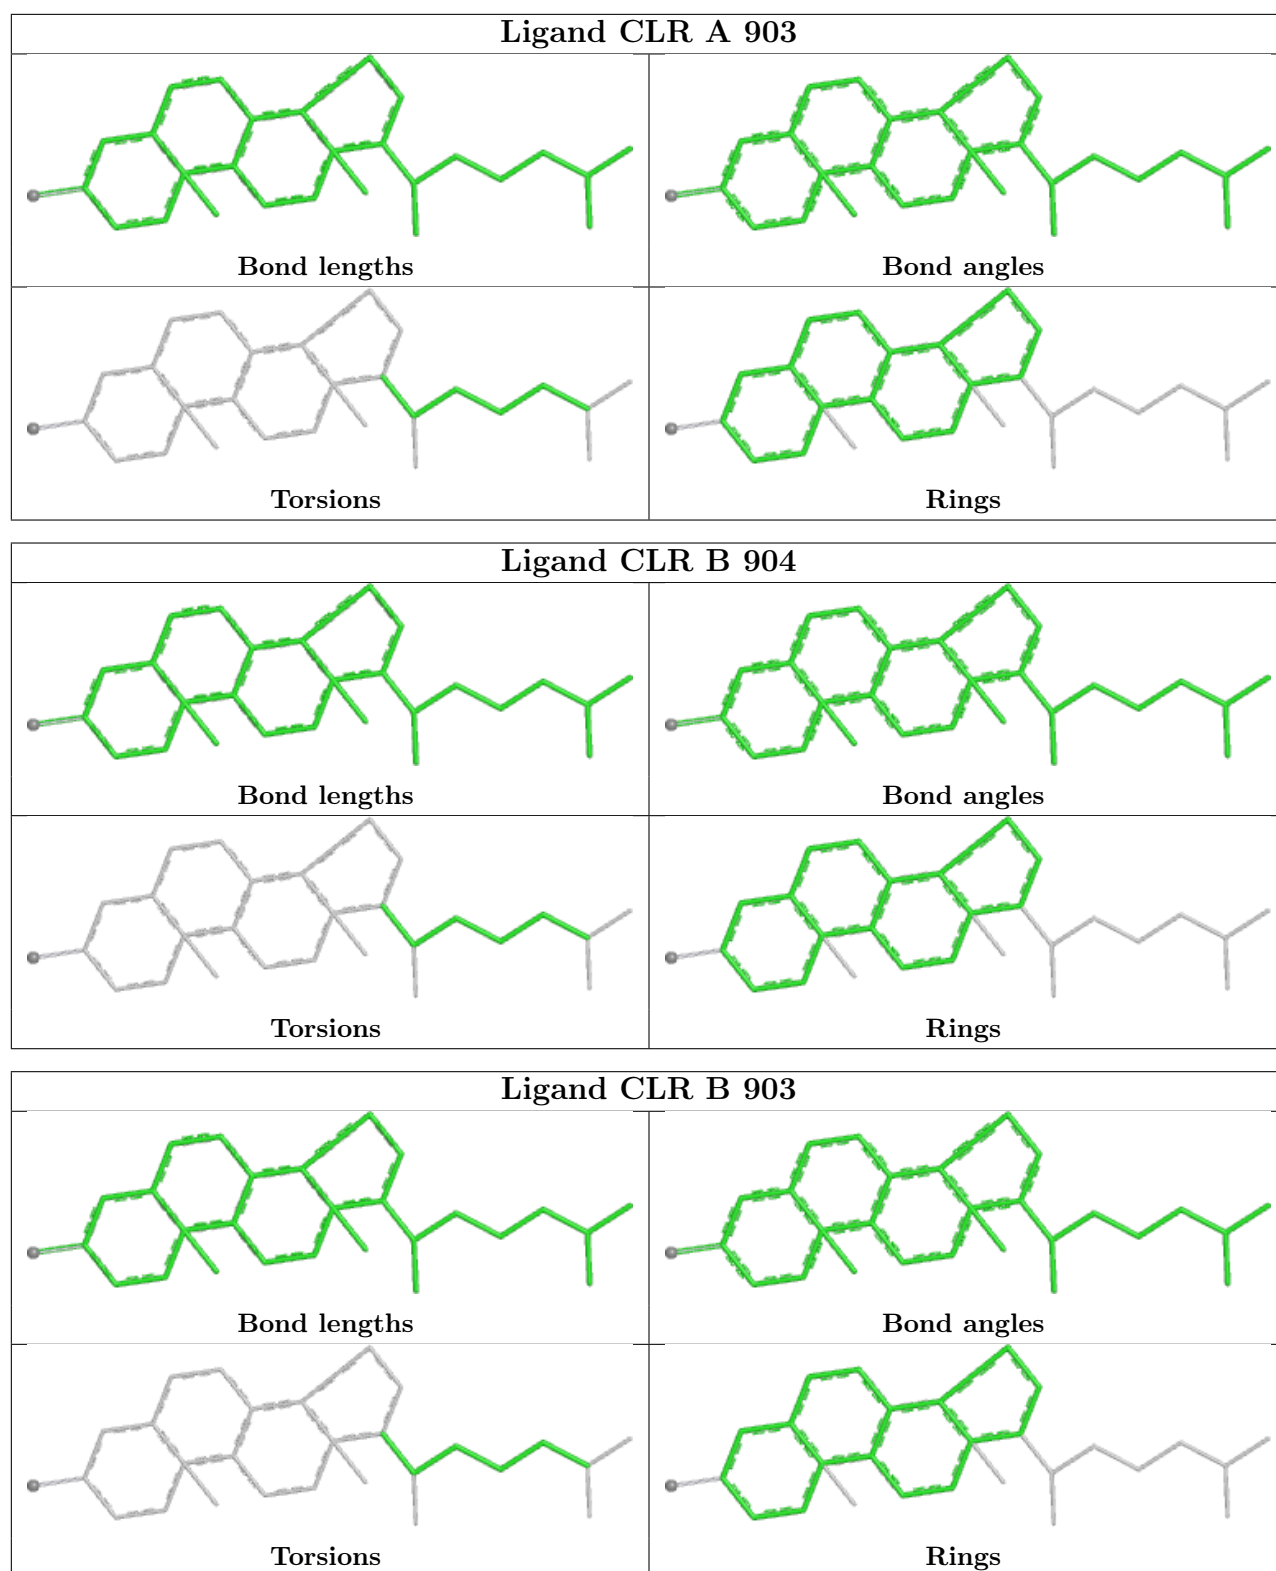 Ligand CLR A 903
Bond lengths
Bond angles
Torsions
Rings
Ligand CLR B 904
Bond lengths
Bond angles
Torsions
Rings
Ligand CLR B 903
Bond lengths
Bond angles
Torsions
Rings